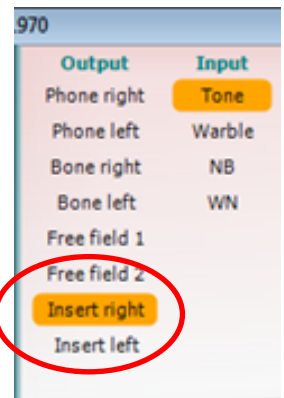 970
Output Input
Phone right Tone
Phone left Warble
Bone right NB
Bone left WN
Free field 1
Free field 2
Insert right
Insert left